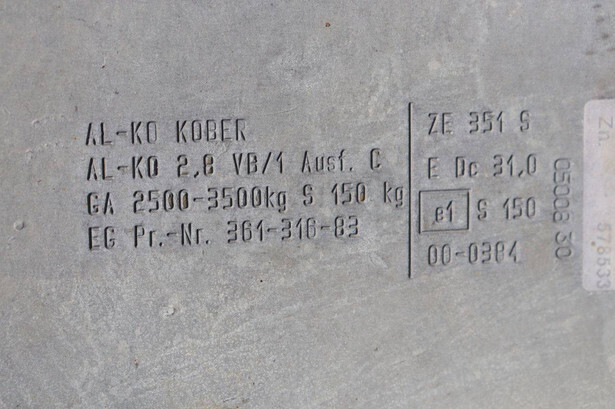 AL-KO KOBER
AL-KO 2,8 VB/1 Ausf. C
GA 2500-3500kg S 150 kg
EG Pr.-Nr. 361-316-83
ZE 351 S
E Dc 31,0
e1 S 150
00-0384
05008 30